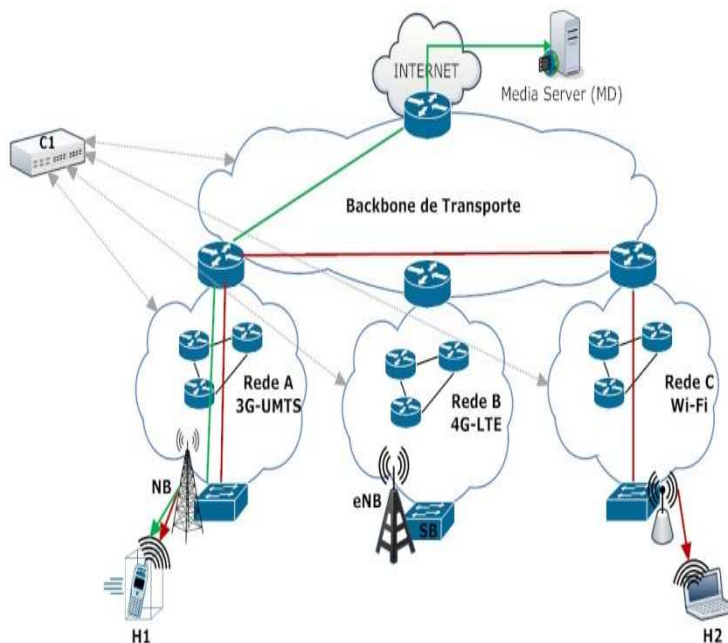 INTERNET
Media Server (MD)
C1
Backbone de Transporte
Rede A
3G-UMTS
Rede B
4G-LTE
Rede C
Wi-Fi
NB
eNB
SB
H1
H2